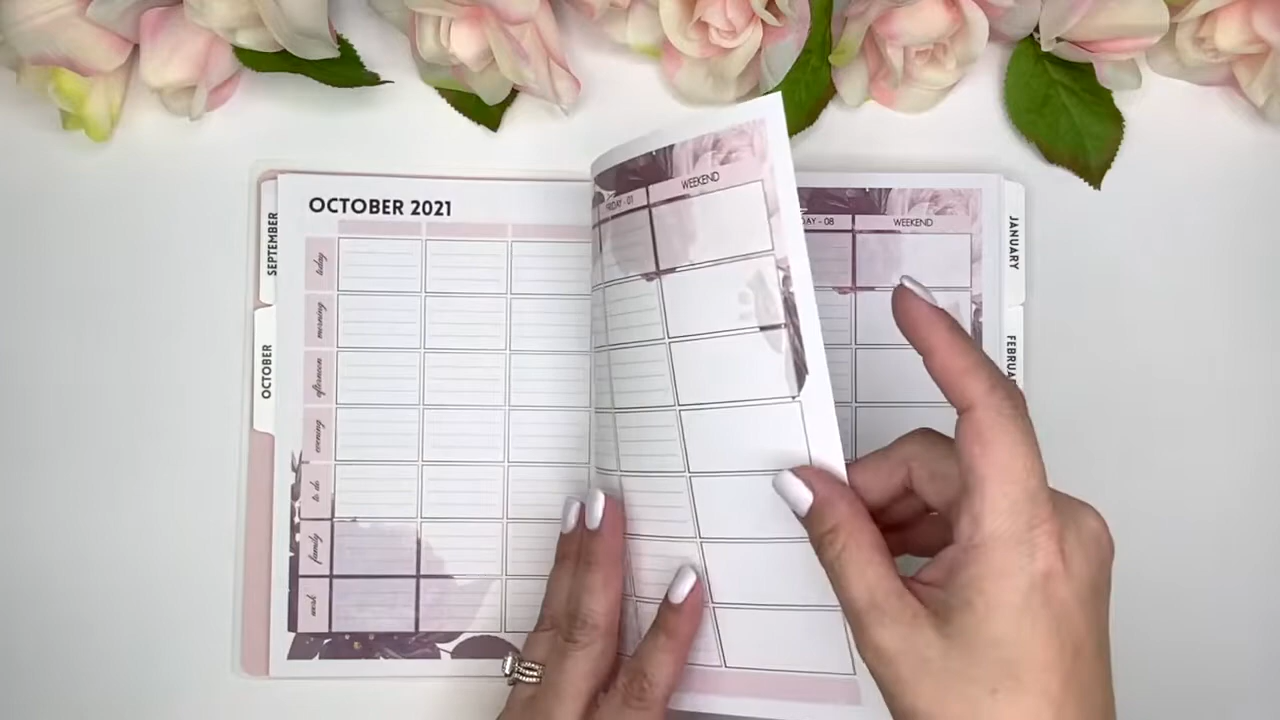 OCTOBER 2021
SEPTEMBER
OCTOBER
today
morning
afternoon
evening
to do
family
work
FRIDAY - 01
WEEKEND
DAY - 08
WEEKEND
JANUARY
FEBRUA